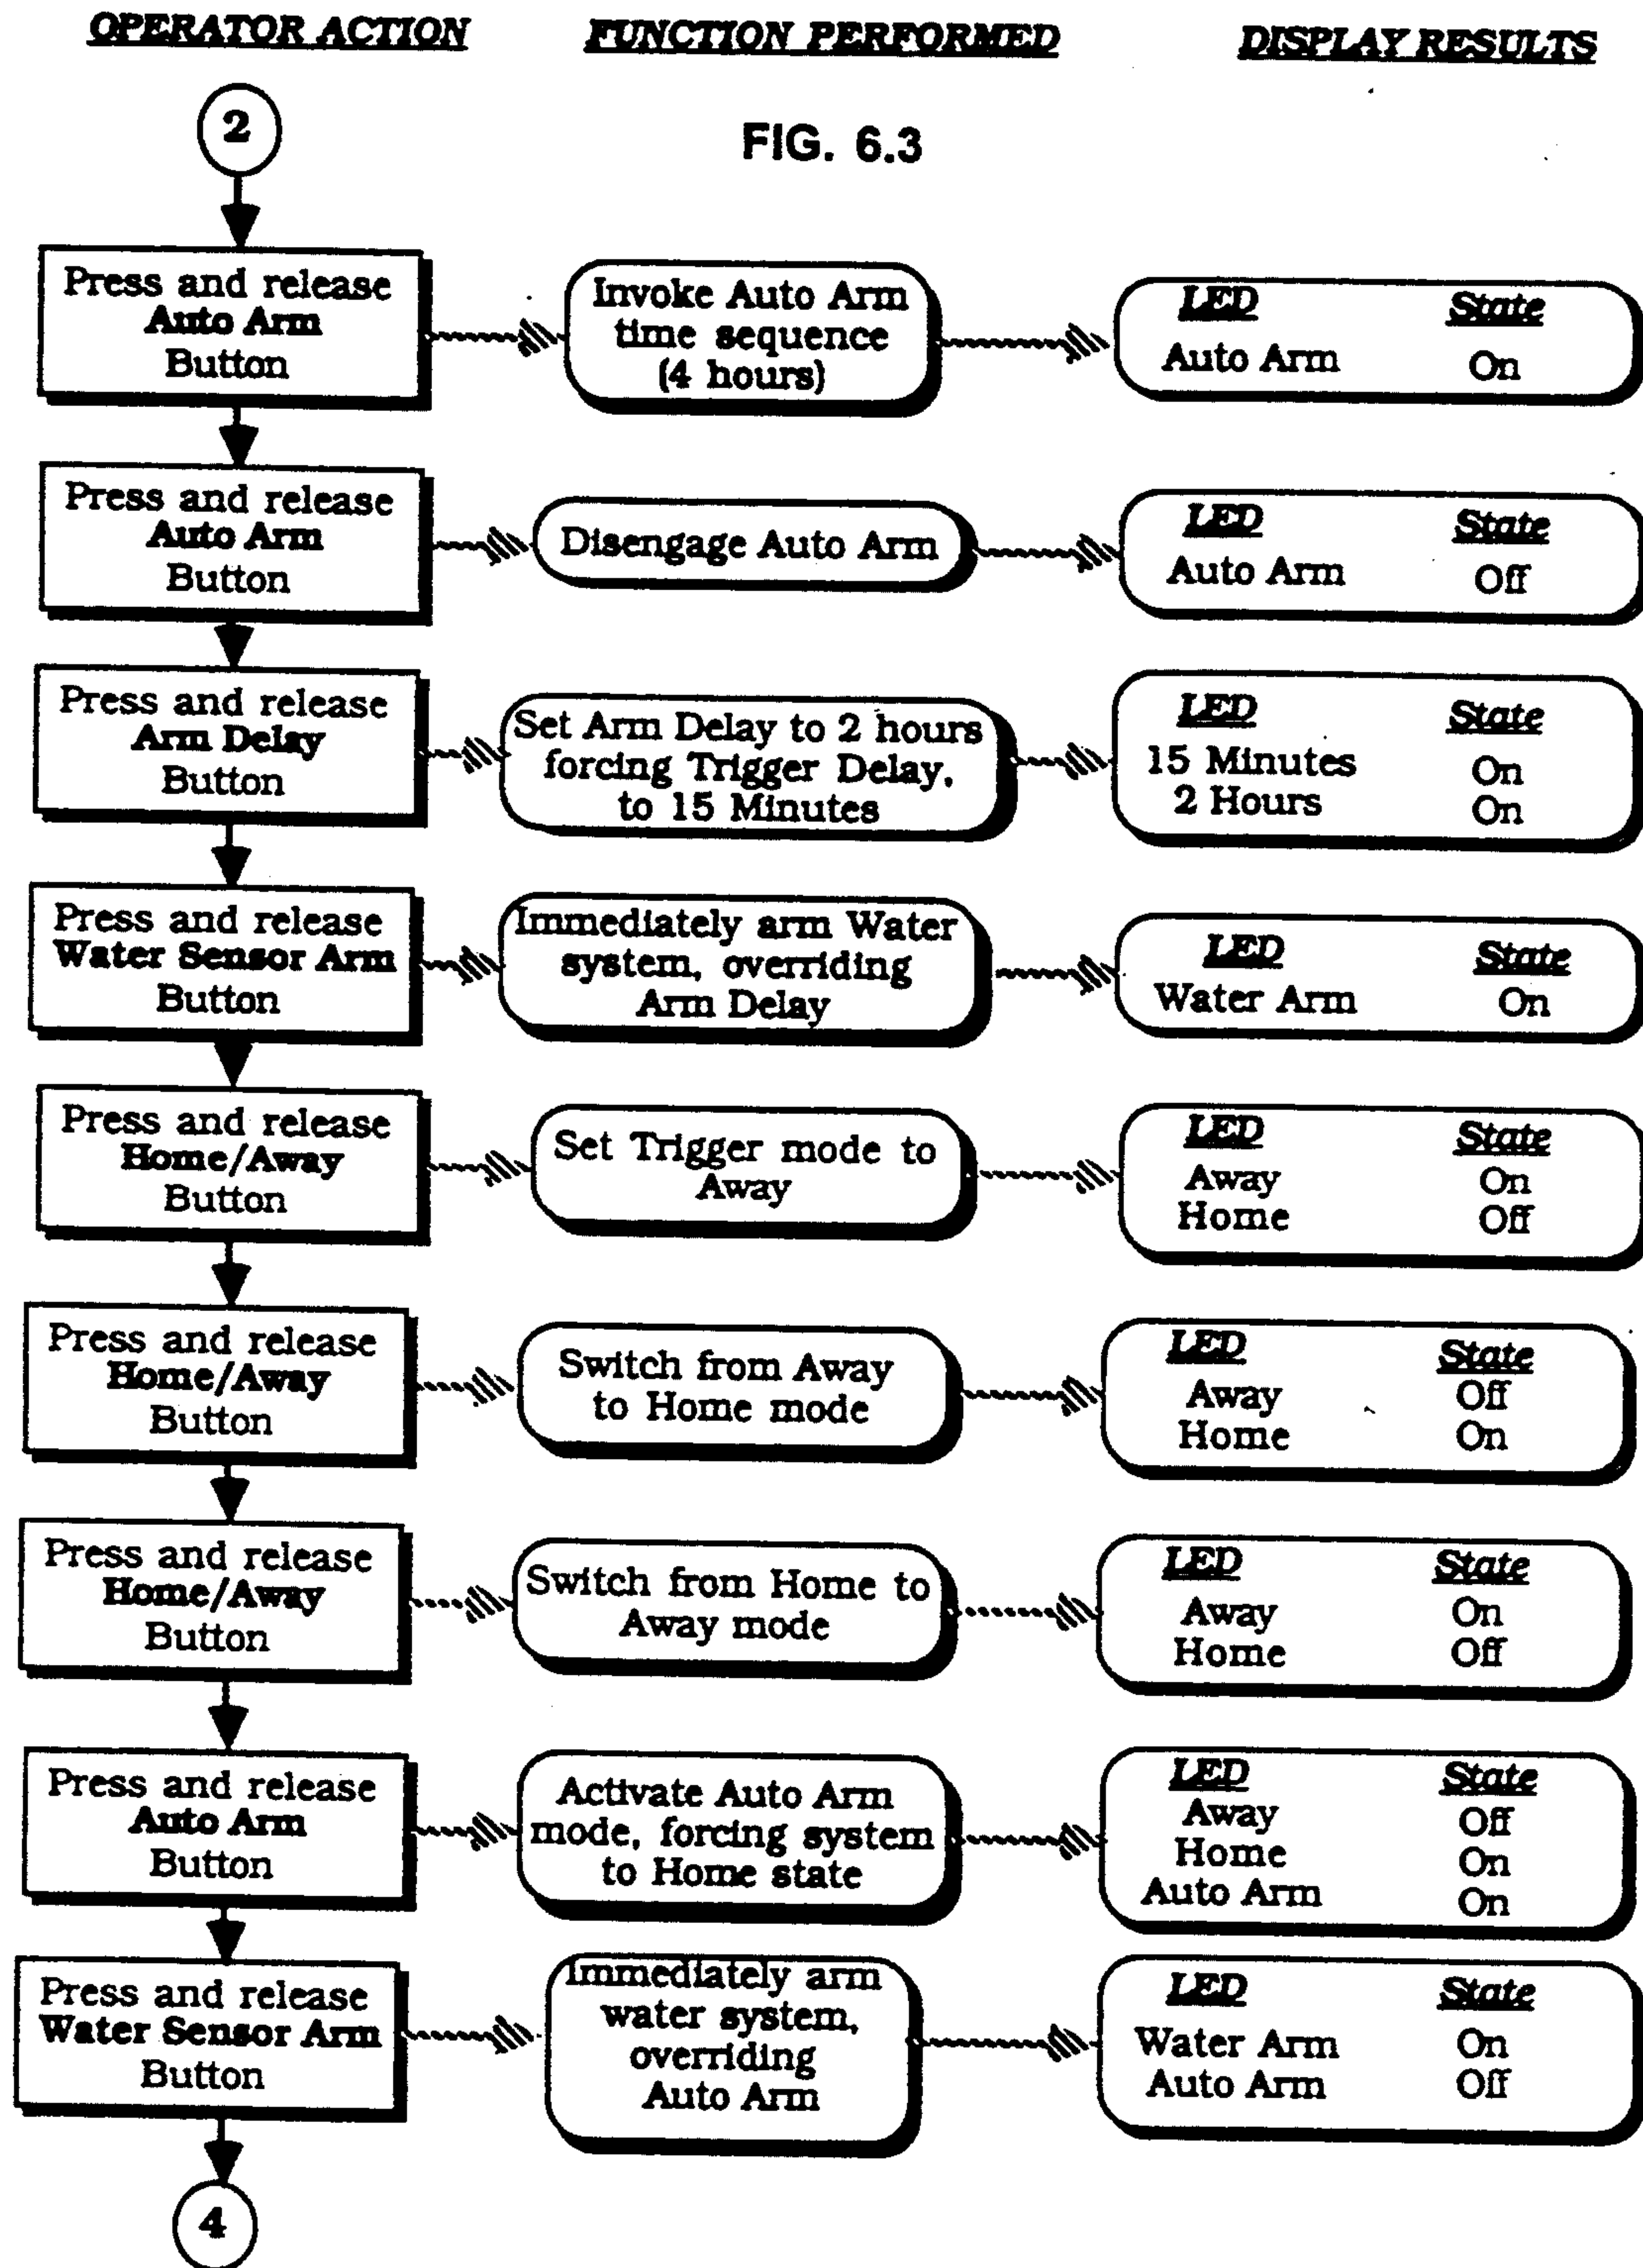 OPERATOR ACTION FUNCTION PERFORMED DISPLAY RESULTS
2
FIG. 6.3
Press and release
Auto Arm
Button
Invoke Auto Arm
time sequence
(4 hours)
LED State
Auto Arm On
Press and release
Auto Arm
Button
Disengage Auto Arm
LED State
Auto Arm Off
Press and release
Arm Delay
Button
Set Arm Delay to 2 hours
forcing Trigger Delay,
to 15 Minutes
LED State
15 Minutes On
2 Hours On
Press and release
Water Sensor Arm
Button
Immediately arm Water
system, overriding
Arm Delay
LED State
Water Arm On
Press and release
Home/Away
Button
Set Trigger mode to
Away
LED State
Away On
Home Off
Press and release
Home/Away
Button
Switch from Away
to Home mode
LED State
Away Off
Home On
Press and release
Home/Away
Button
Switch from Home to
Away mode
LED State
Away On
Home Off
Press and release
Auto Arm
Button
Activate Auto Arm
mode, forcing system
to Home state
LED State
Away Off
Home On
Auto Arm On
Press and release
Water Sensor Arm
Button
Immediately arm
water system,
overriding
Auto Arm
LED State
Water Arm On
Auto Arm Off
4